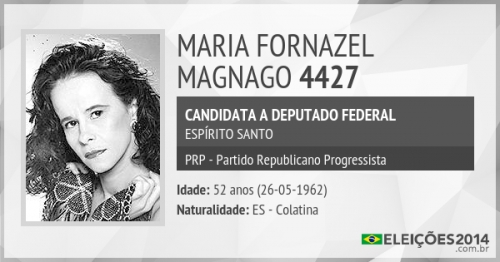 MARIA FORNAZEL
MAGNAGO 4427
CANDIDATA A DEPUTADO FEDERAL
ESPÍRITO SANTO
PRP - Partido Republicano Progressista
Idade: 52 anos (26-05-1962)
Naturalidade: ES - Colatina
ELEIÇÕES2014
.com.br